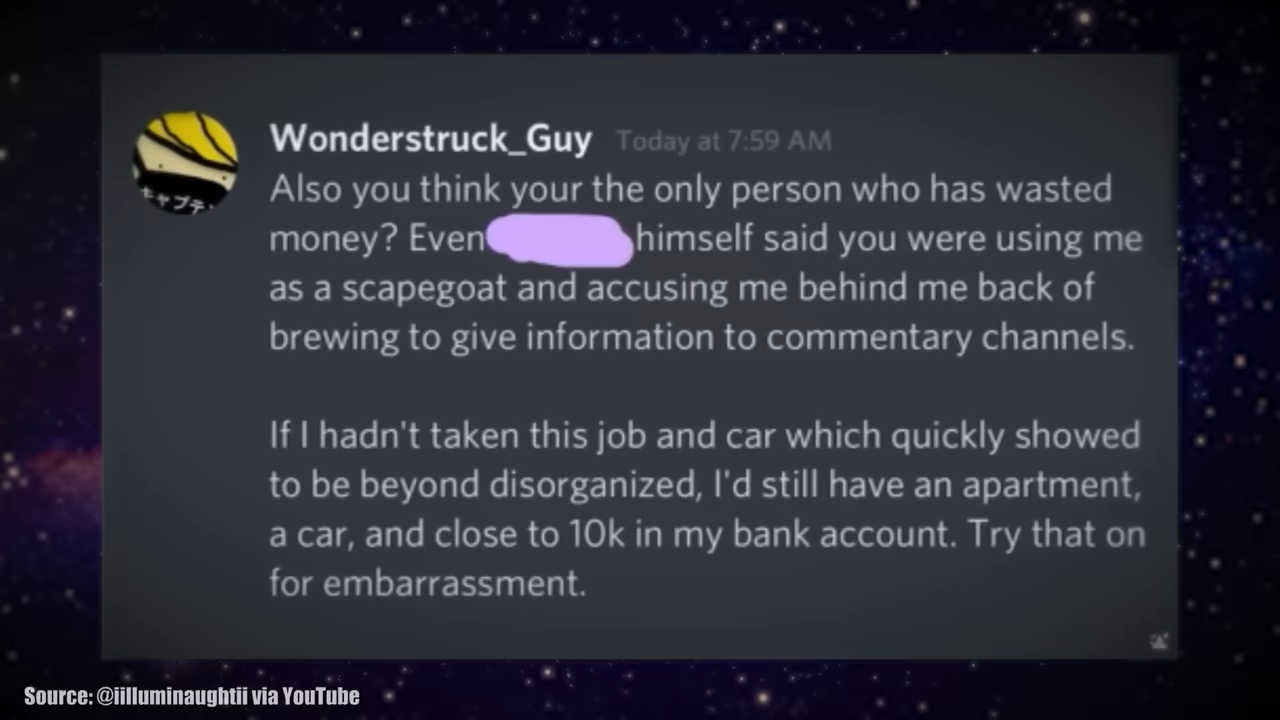 Wonderstruck_Guy Today at 7:59 AM
Also you think your the only person who has wasted
money? Even himself said you were using me
as a scapegoat and accusing me behind me back of
brewing to give information to commentary channels.
If I hadn't taken this job and car which quickly showed
to be beyond disorganized, I'd still have an apartment,
a car, and close to 10k in my bank account. Try that on
for embarrassment.
Source: @iilluminaughtii via YouTube